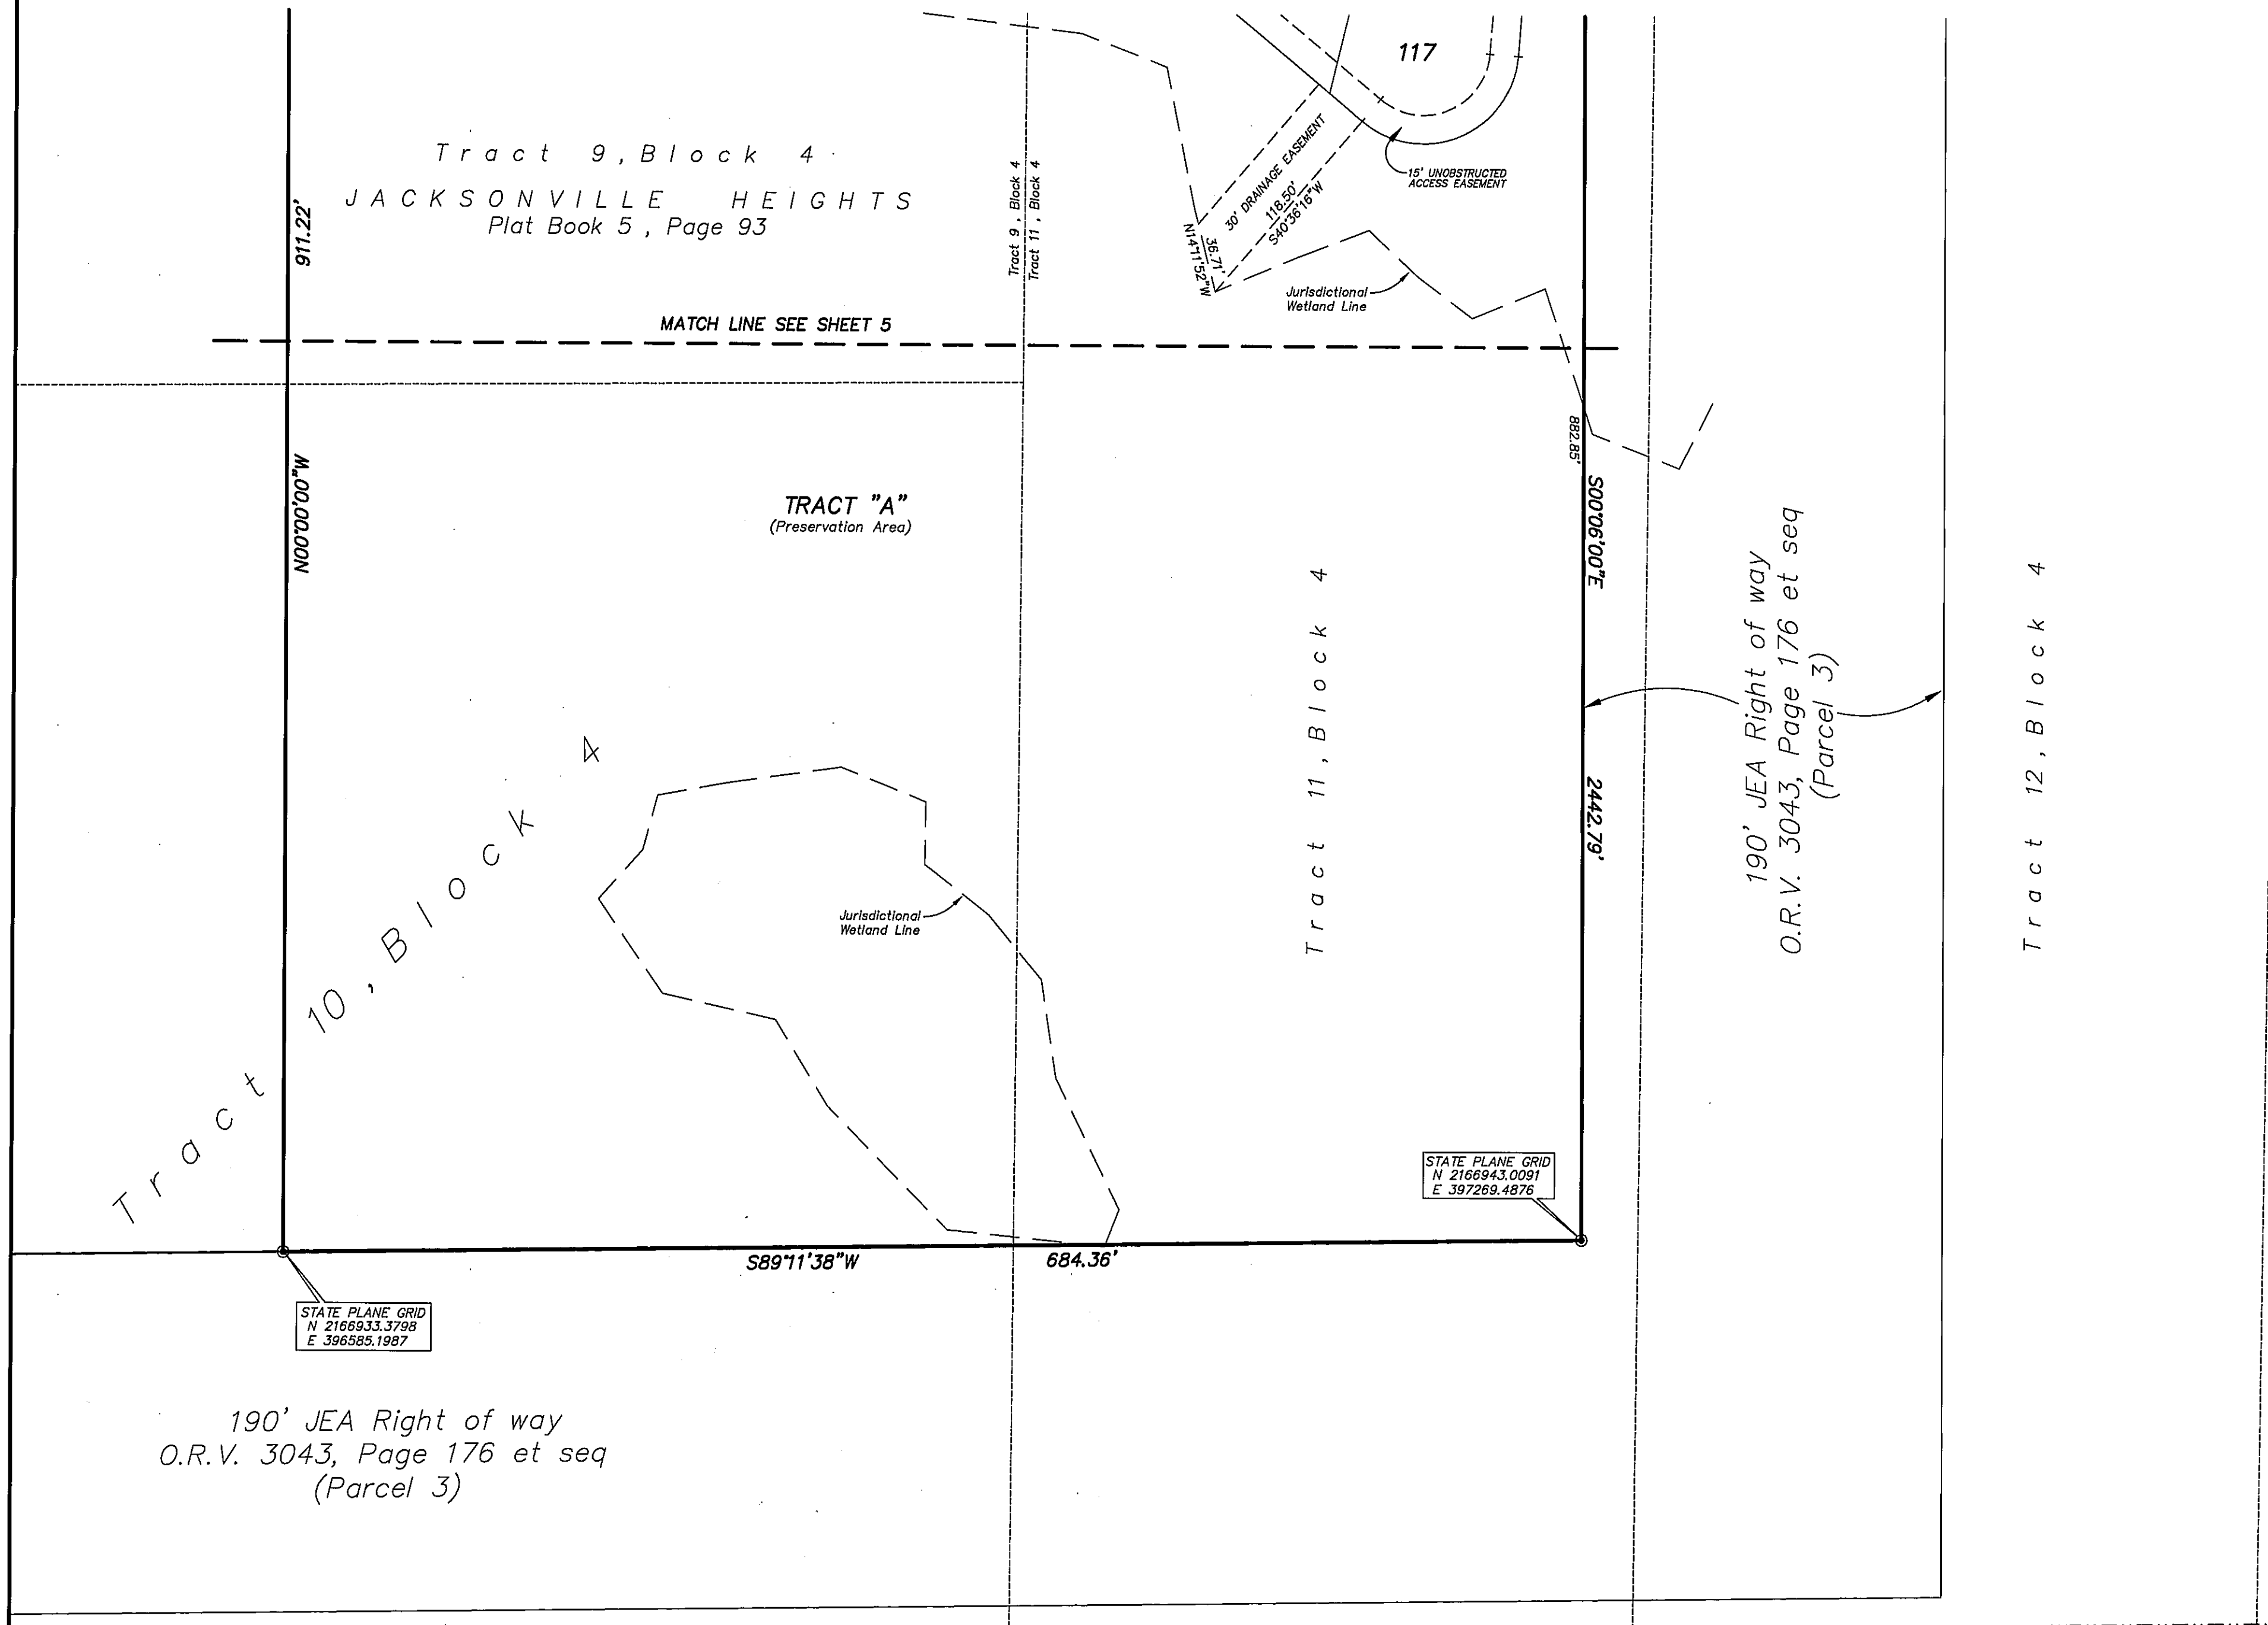 117
Tract 9, Block 4
JACKSONVILLE HEIGHTS
Plat Book 5, Page 93
911.22'
Tract 9, Block 4
Tract 11, Block 4
30' DRAINAGE EASEMENT
118.50'
S40°36'16"W
36.71'
N14°11'52"W
15' UNOBSTRUCTED
ACCESS EASEMENT
Jurisdictional
Wetland Line
MATCH LINE SEE SHEET 5
882.85'
N00°00'00"W
S00°06'00"E
TRACT "A"
(Preservation Area)
Tract 11, Block 4
2442.79'
190' JEA Right of way
O.R.V. 3043, Page 176 et seq
(Parcel 3)
Tract 12, Block 4
Tract 10, Block 4
Jurisdictional
Wetland Line
STATE PLANE GRID
N 2166943.0091
E 397269.4876
S89°11'38"W
684.36'
STATE PLANE GRID
N 2166933.3798
E 396585.1987
190' JEA Right of way
O.R.V. 3043, Page 176 et seq
(Parcel 3)